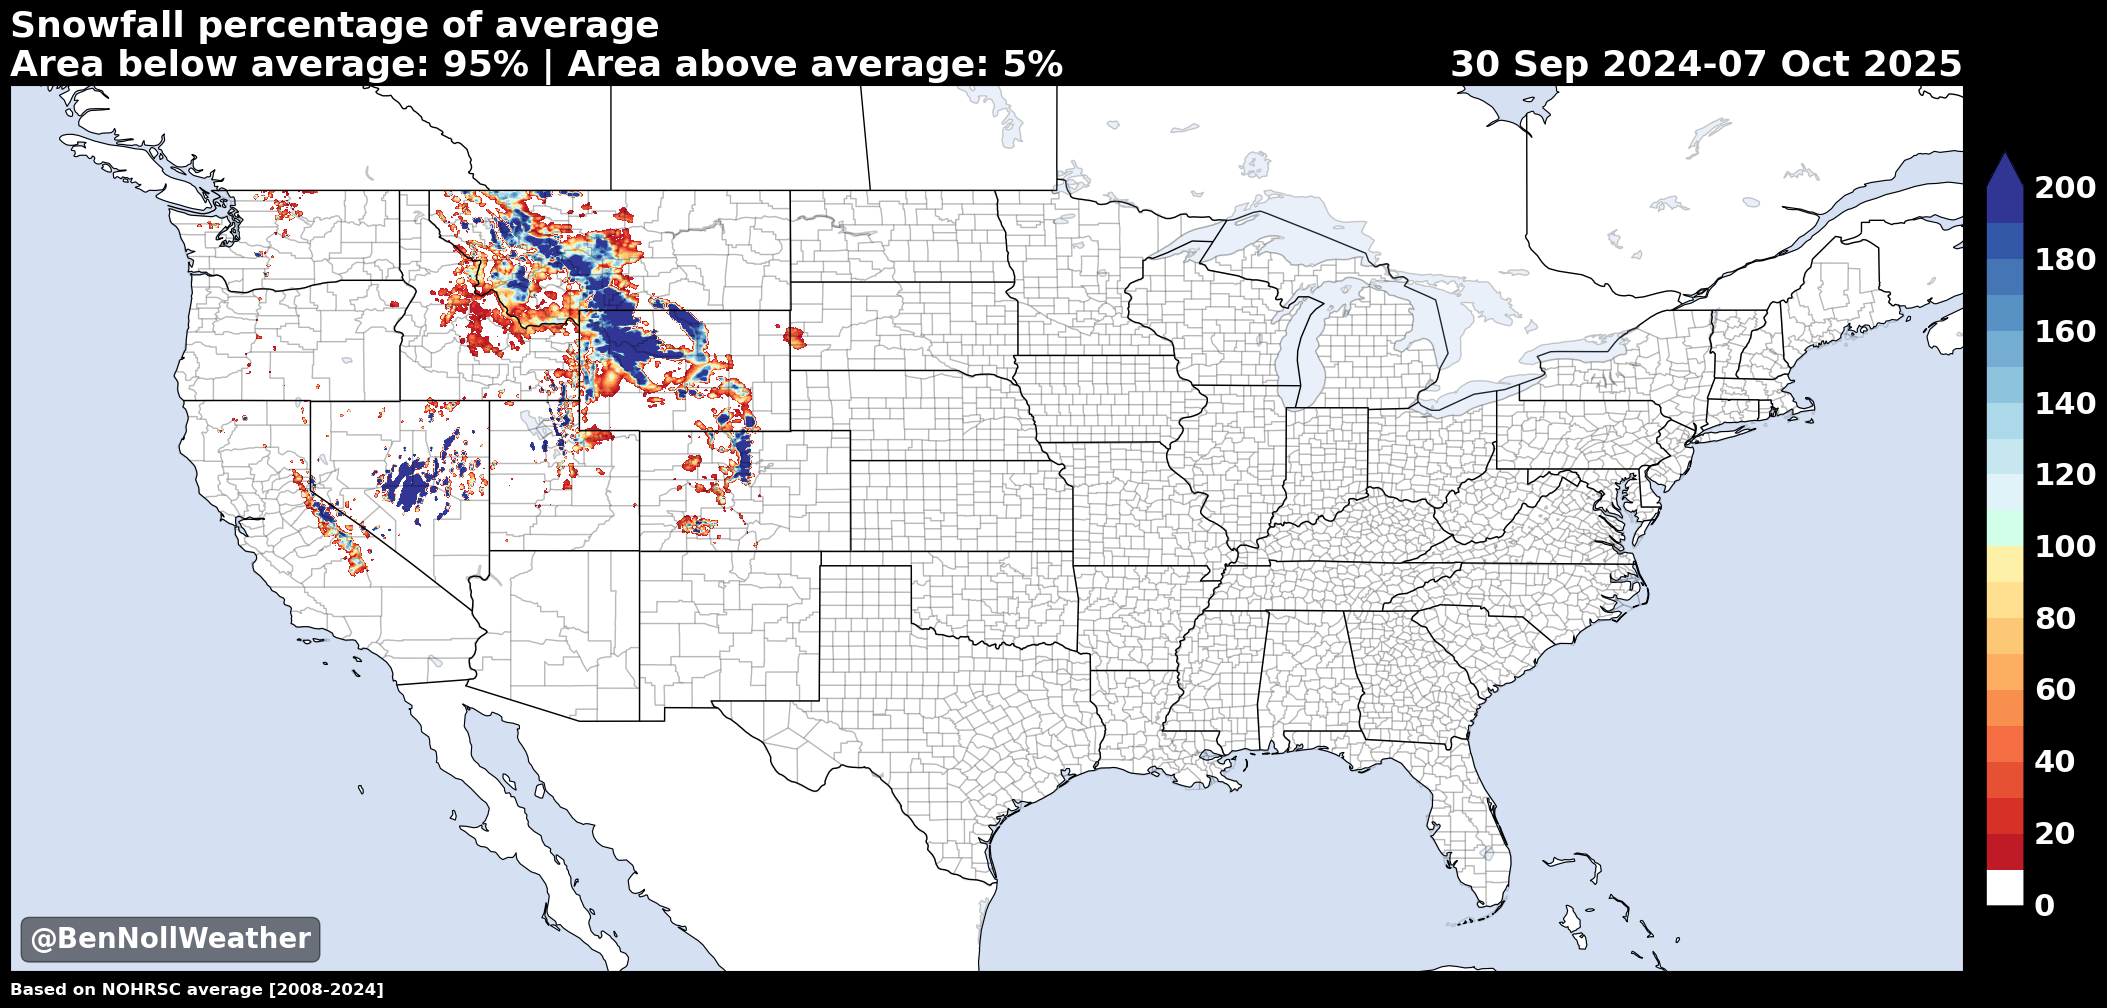 Snowfall percentage of average
Area below average: 95% | Area above average: 5%
30 Sep 2024-07 Oct 2025
200
180
160
140
120
100
80
60
40
20
0
@BenNollWeather
Based on NOHRSC average [2008-2024]